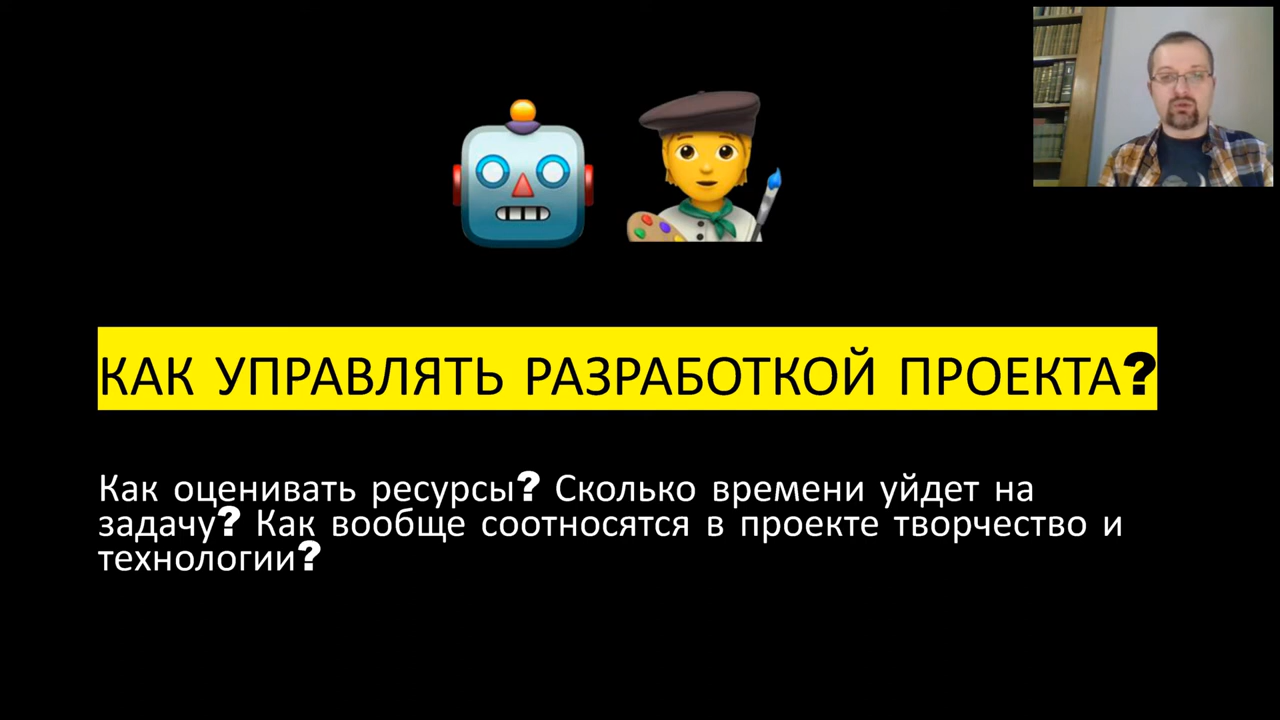 КАК УПРАВЛЯТЬ РАЗРАБОТКОЙ ПРОЕКТА?
Как оценивать ресурсы? Сколько времени уйдет на
задачу? Как вообще соотносятся в проекте творчество и
технологии?